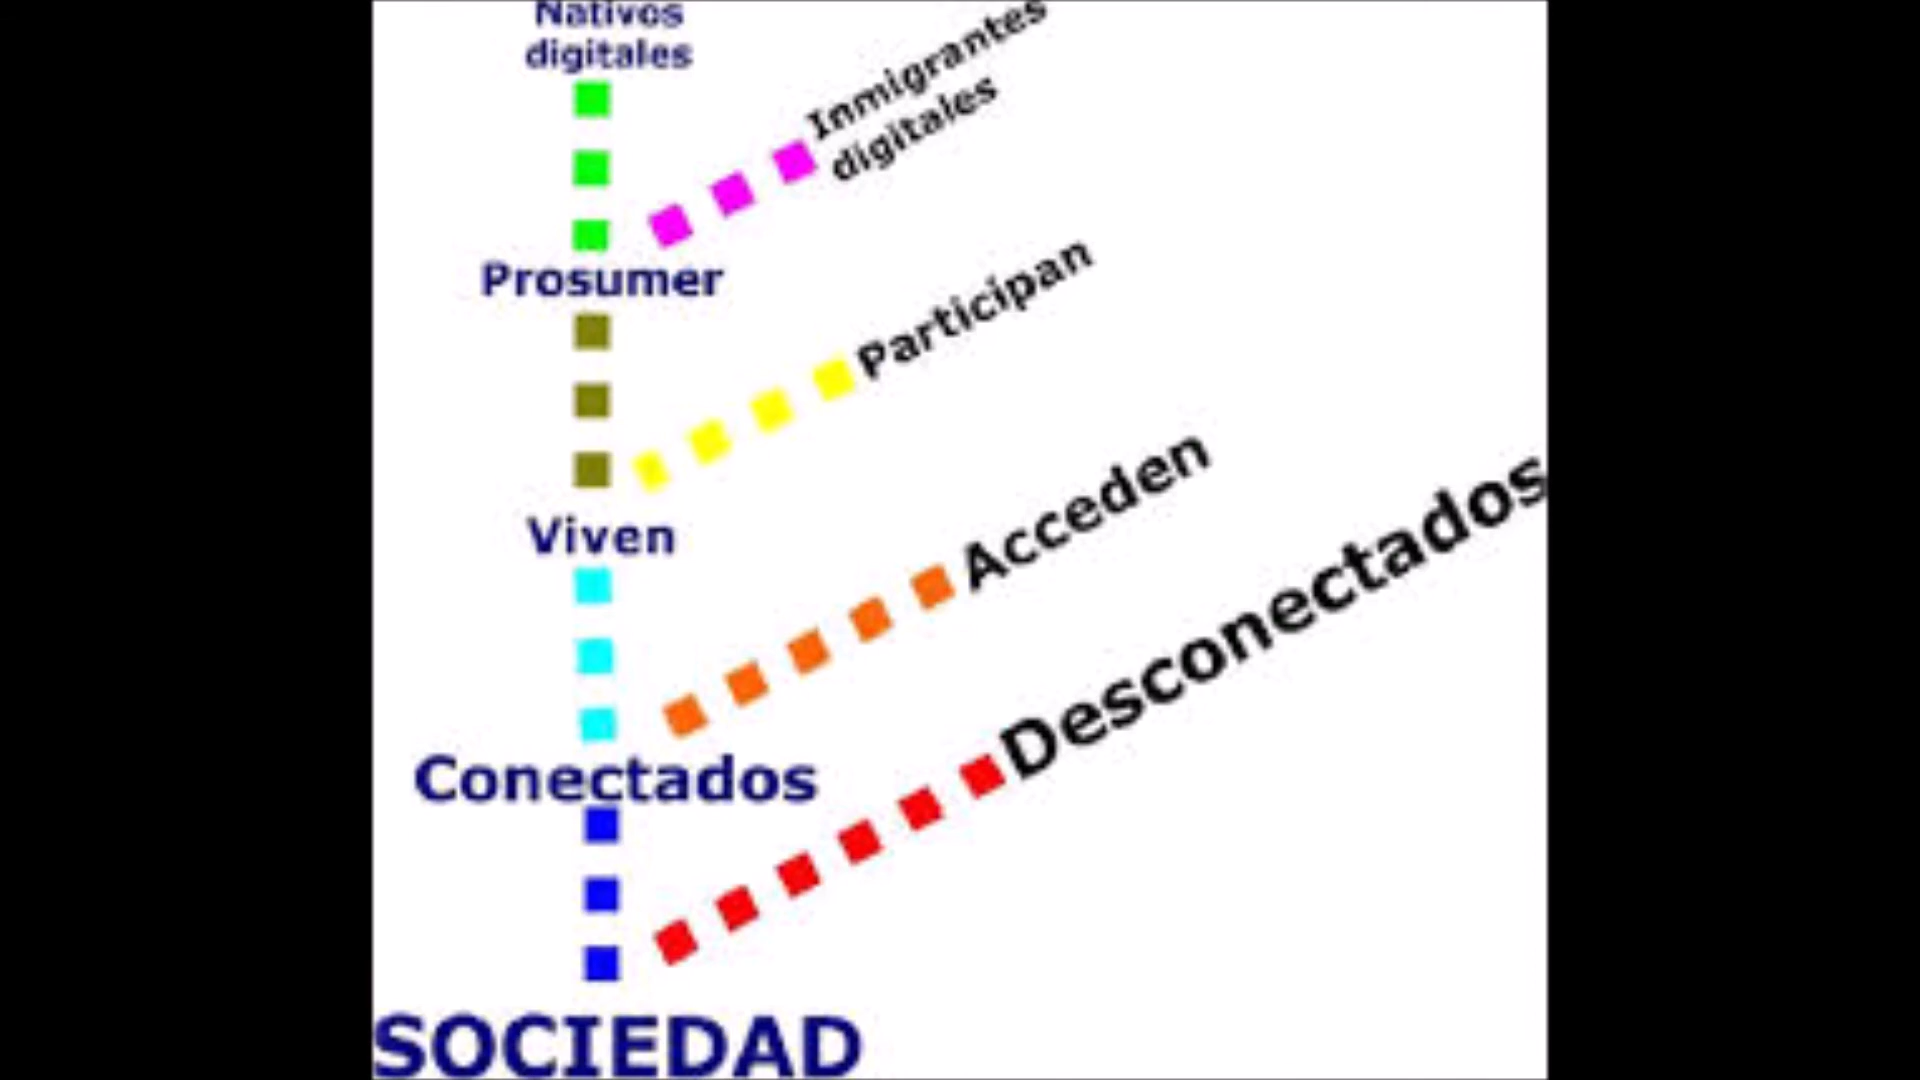 Nativos
digitales
Inmigrantes
digitales
Prosumer
Participan
Viven
Acceden
Conectados
Desconectados
SOCIEDAD